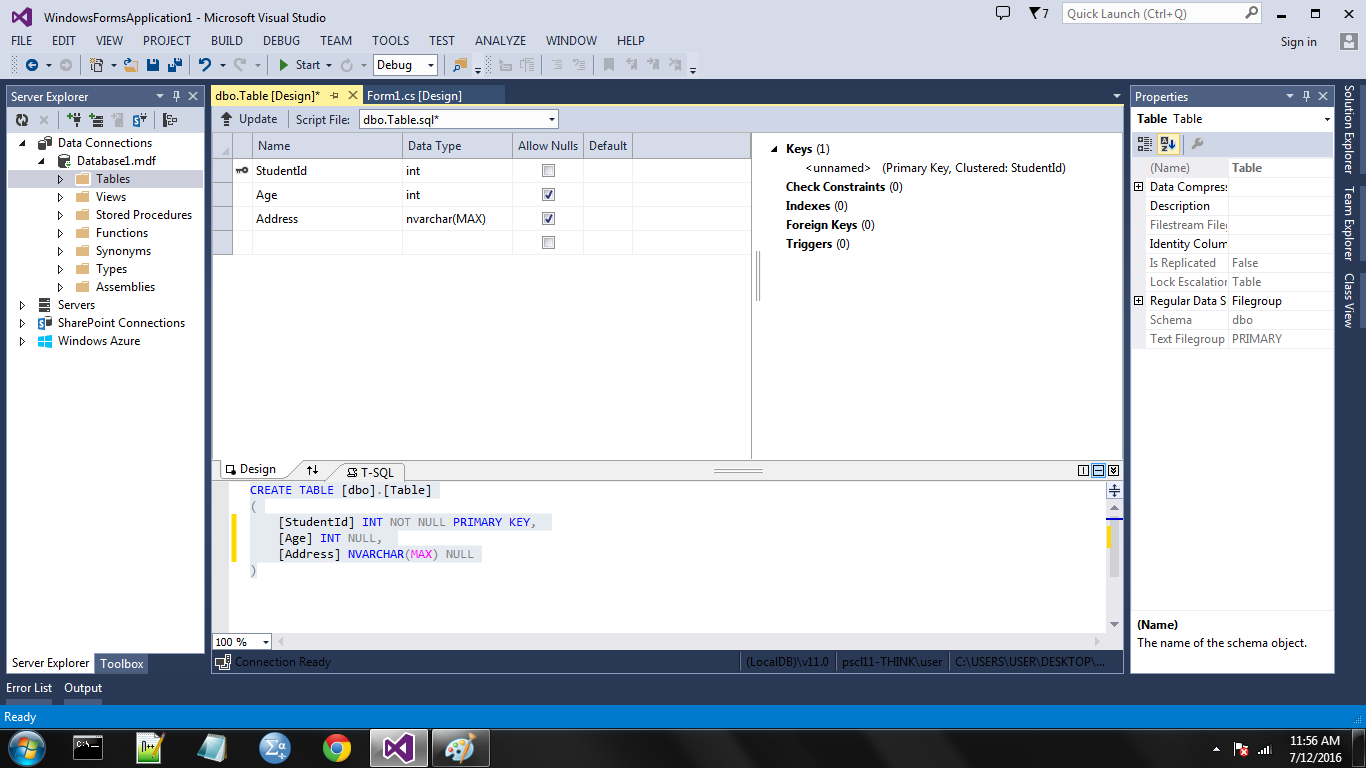 WindowsFormsApplication1 - Microsoft Visual Studio
7
Quick Launch (Ctrl+Q)
FILE EDIT VIEW PROJECT BUILD DEBUG TEAM TOOLS TEST ANALYZE WINDOW HELP
Sign in
Start Debug
Server Explorer
Data Connections
Database1.mdf
Tables
Views
Stored Procedures
Functions
Synonyms
Types
Assemblies
Servers
SharePoint Connections
Windows Azure
Server Explorer Toolbox
dbo.Table [Design]* Form1.cs [Design]
Update Script File: dbo.Table.sql*
Name Data Type Allow Nulls Default
StudentId int
Age int
Address nvarchar(MAX)
Keys (1)
<unnamed> (Primary Key, Clustered: StudentId)
Check Constraints (0)
Indexes (0)
Foreign Keys (0)
Triggers (0)
Design T-SQL
CREATE TABLE [dbo].[Table]
(
[StudentId] INT NOT NULL PRIMARY KEY,
[Age] INT NULL,
[Address] NVARCHAR(MAX) NULL
)
100 %
Connection Ready (LocalDB)\v11.0 pscl11-THINK\user C:\USERS\USER\DESKTOP\...
Properties
Table Table
(Name) Table
Data Compress
Description
Filestream Fileg
Identity Colum
Is Replicated False
Lock Escalation Table
Regular Data S Filegroup
Schema dbo
Text Filegroup PRIMARY
(Name)
The name of the schema object.
Solution Explorer
Team Explorer
Class View
Error List Output
Ready
C:\
11:56 AM
7/12/2016